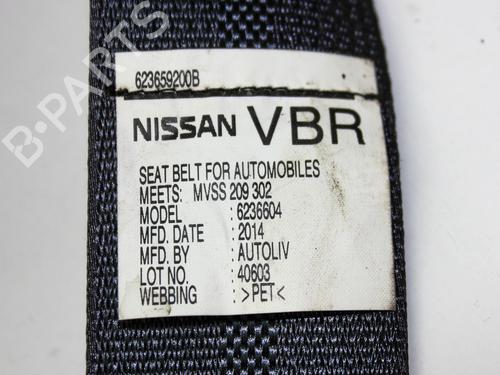 623659200B
NISSAN VBR
SEAT BELT FOR AUTOMOBILES
MEETS: MVSS 209 302
MODEL : 6236604
MFD. DATE : 2014
MFD. BY : AUTOLIV
LOT NO. : 40603
WEBBING : >PET<
B-PARTS